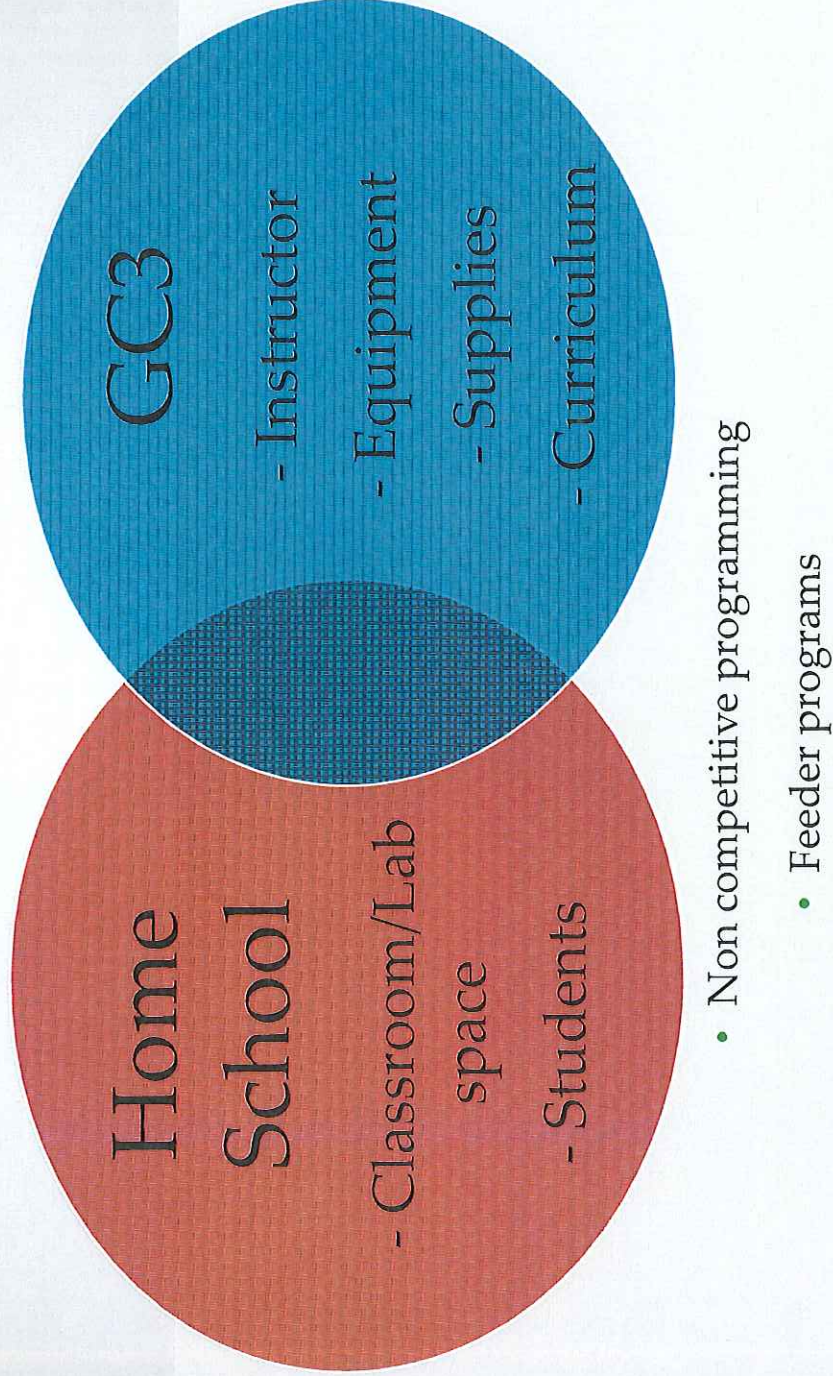 Home
School
- Classroom/Lab
space
- Students
GC3
- Instructor
- Equipment
- Supplies
- Curriculum
• Non competitive programming
• Feeder programs